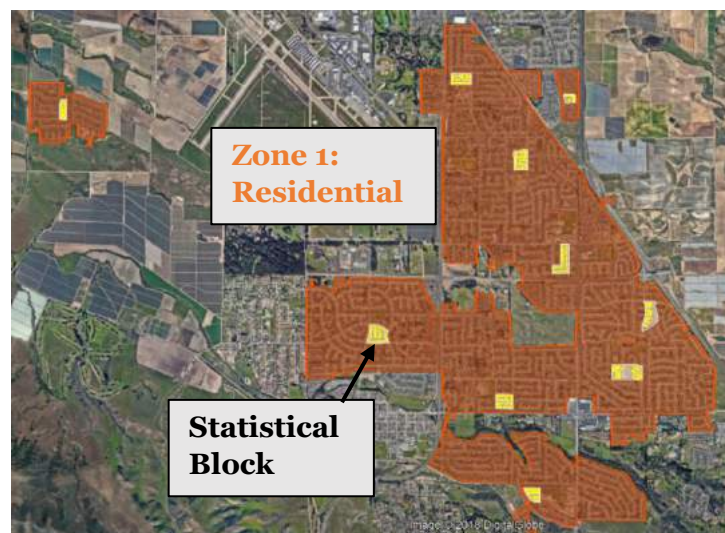 Zone 1:
Residential
Statistical
Block
Image © 2018 DigitalGlobe